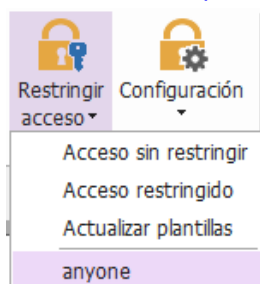 Restringir
acceso
Configuración
Acceso sin restringir
Acceso restringido
Actualizar plantillas
anyone